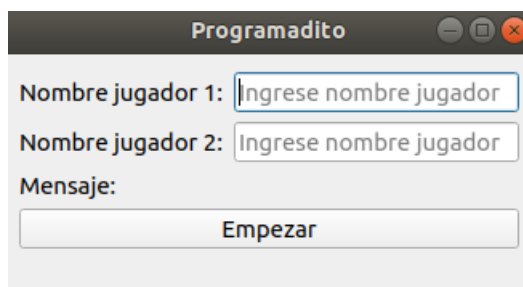 Programadito
Nombre jugador 1: Ingrese nombre jugador
Nombre jugador 2: Ingrese nombre jugador
Mensaje:
Empezar